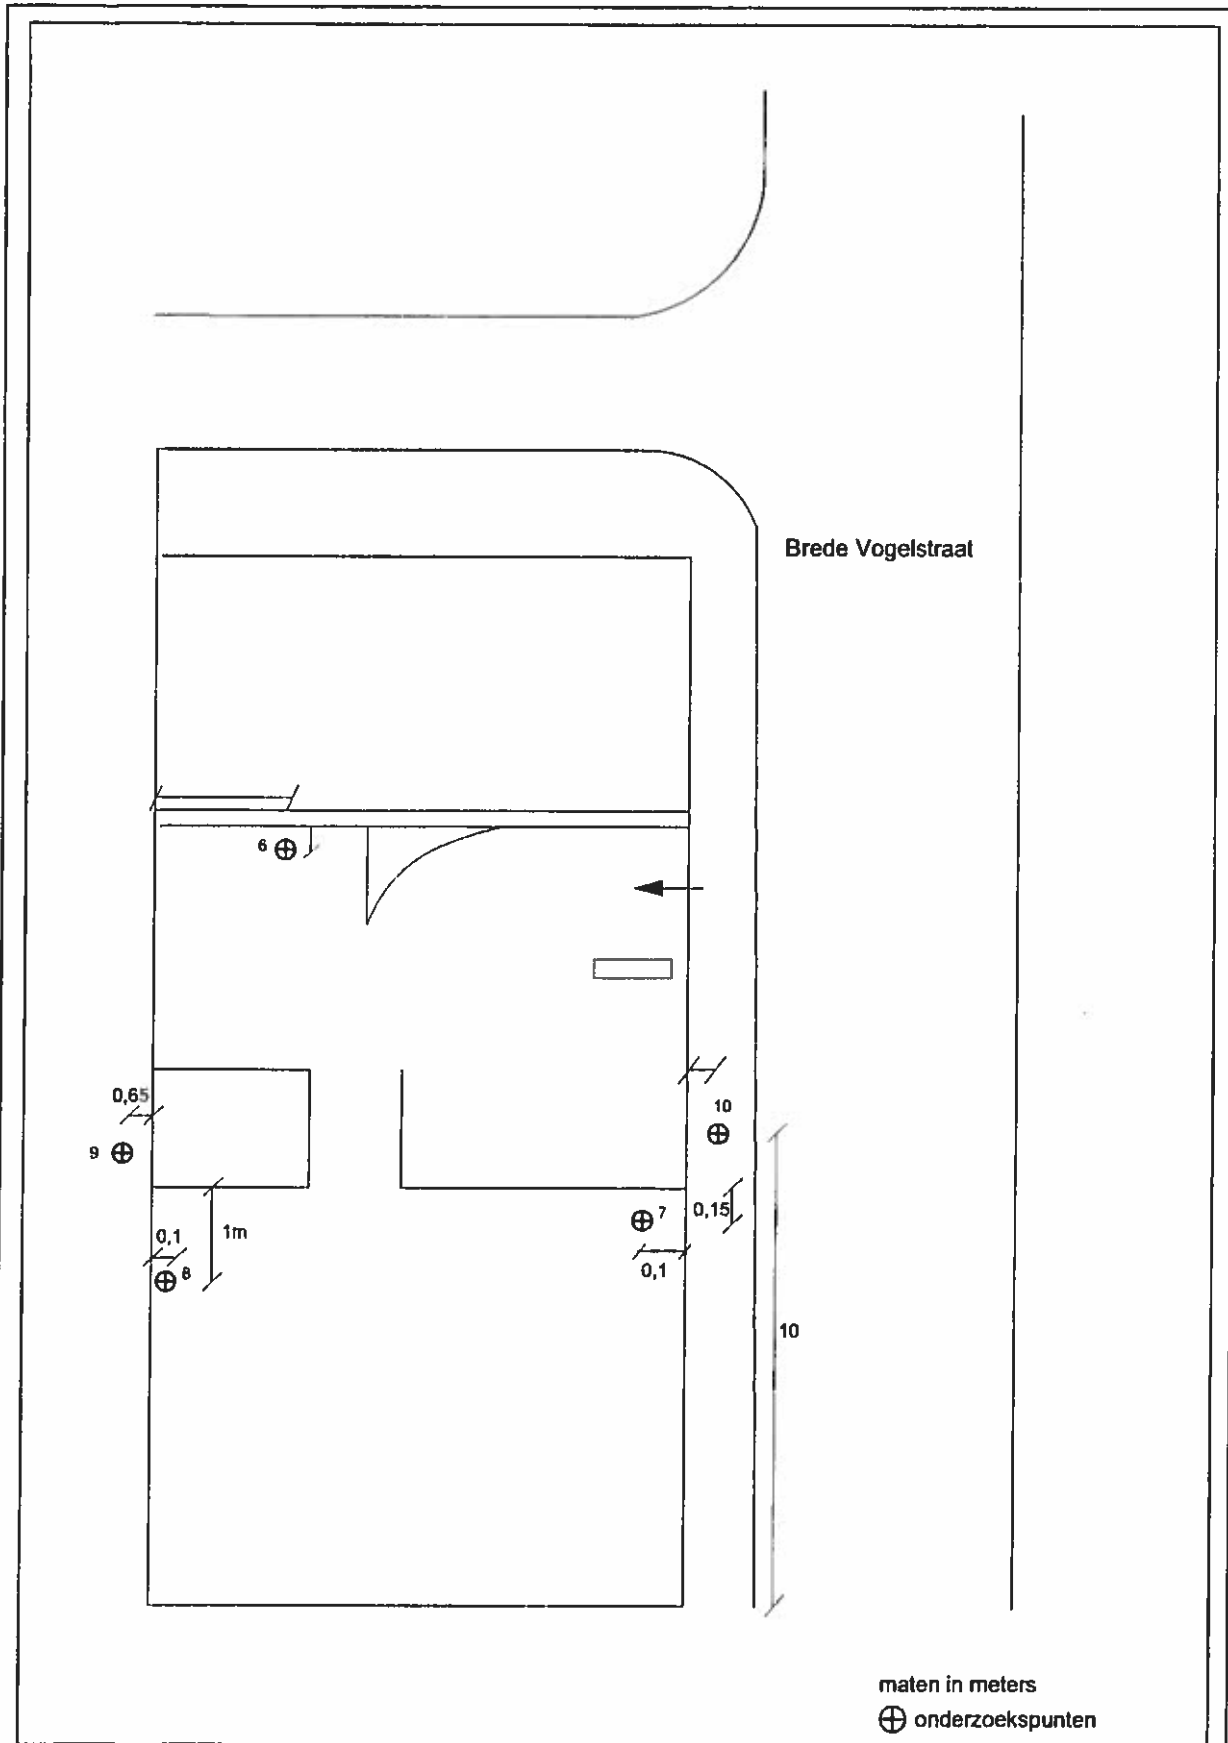 Brede Vogelstraat
6
0,65
10
9
7
0,15
0,1
1m
8
0,1
10
maten in meters
onderzoekspunten